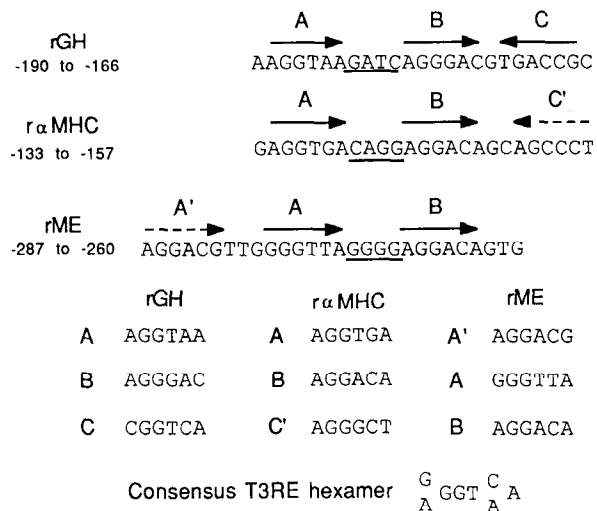 A B C
rGH
-190 to -166
AAGGTAAGATCAGGGACGTGACCGC
A B C'
rαMHC
-133 to -157
GAGGTGACAGGAGGACAGCAGCCCT
A' A B
rME
-287 to -260
AGGACGTTGGGGTTAGGGGAGGACAGTG
rGH rαMHC rME
A AGGTAA A AGGTGA A' AGGACG
B AGGGAC B AGGACA A GGGTTA
C CGGTCA C' AGGGCT B AGGACA
Consensus T3RE hexamer G/A GGT C/A A